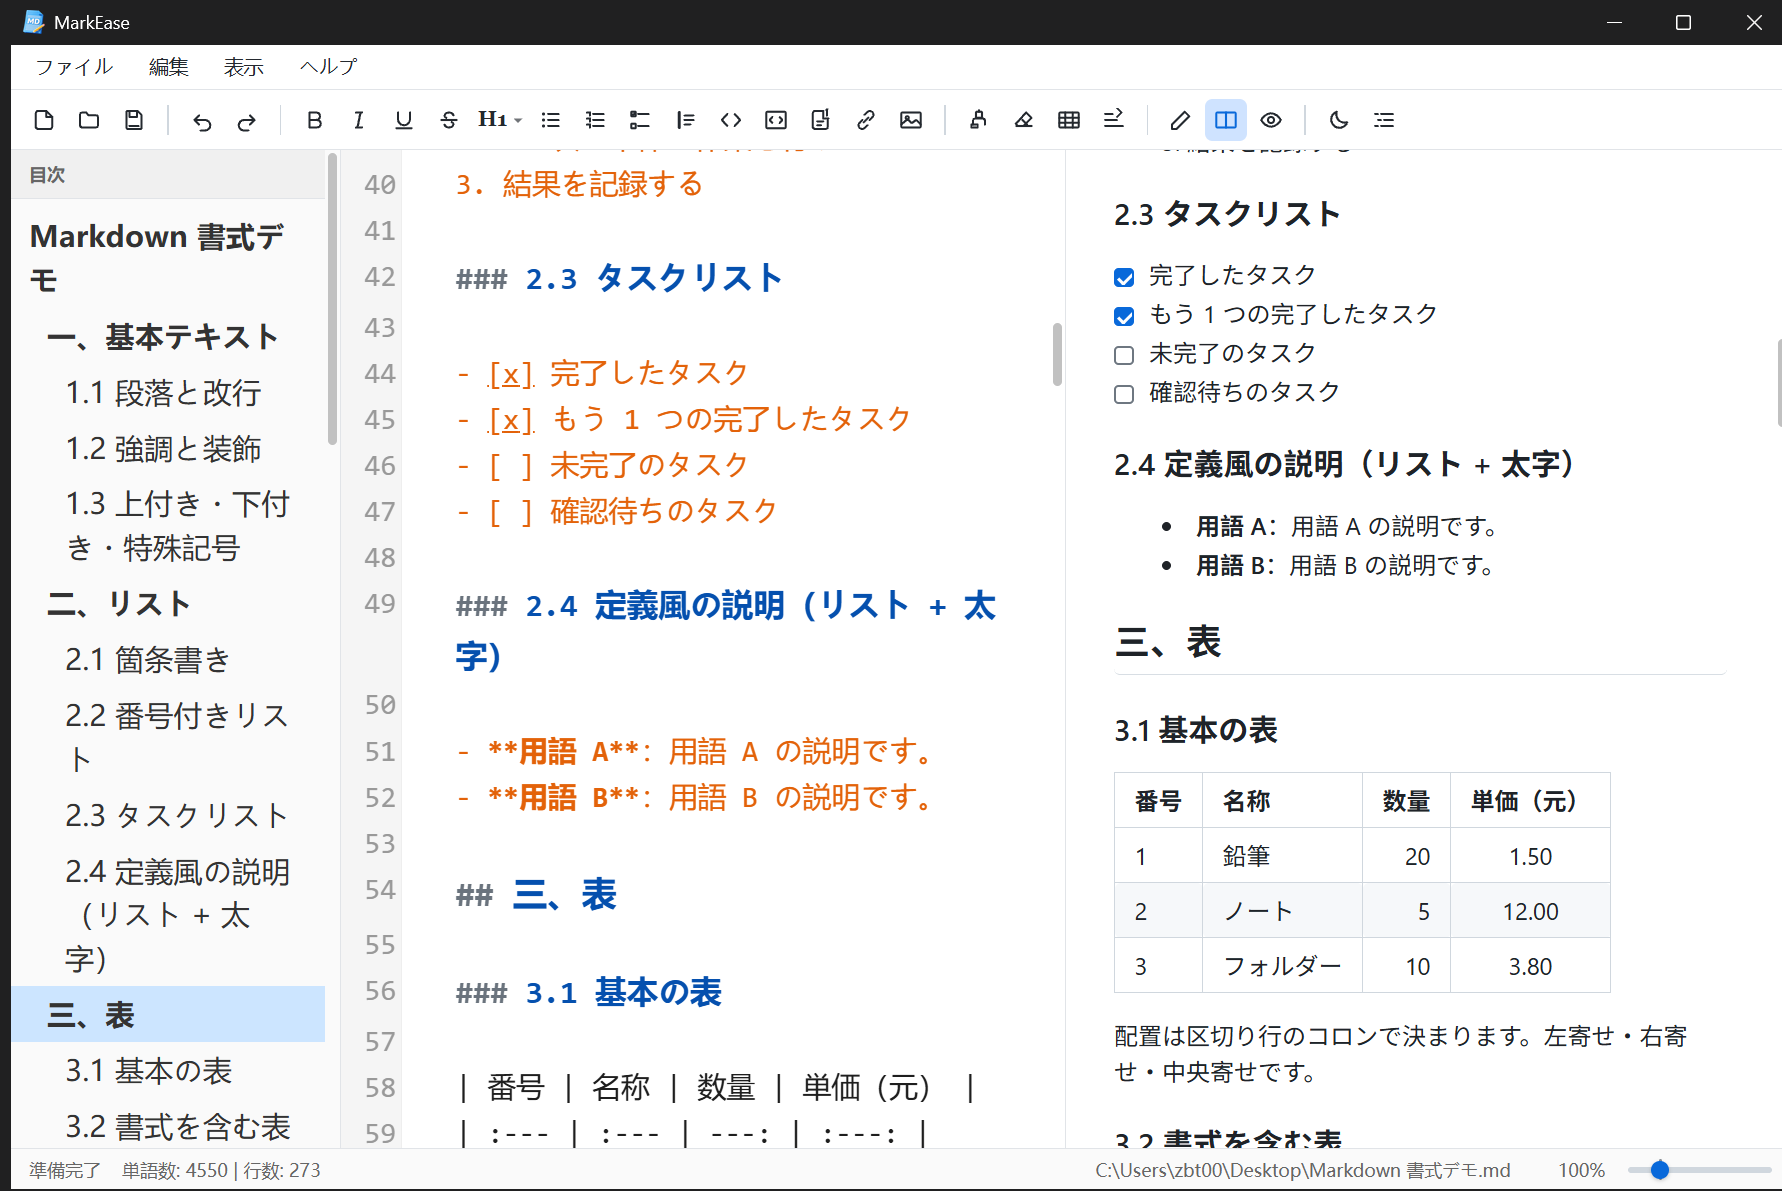 MarkEase
ファイル 編集 表示 ヘルプ
H1
目次
Markdown 書式デ
モ
一、基本テキスト
1.1 段落と改行
1.2 強調と装飾
1.3 上付き・下付
き・特殊記号
二、リスト
2.1 箇条書き
2.2 番号付きリス
ト
2.3 タスクリスト
2.4 定義風の説明
（リスト + 太
字）
三、表
3.1 基本の表
3.2 書式を含む表
40 3. 結果を記録する
41
42 ### 2.3 タスクリスト
43
44 - [x] 完了したタスク
45 - [x] もう 1 つの完了したタスク
46 - [ ] 未完了のタスク
47 - [ ] 確認待ちのタスク
48
49 ### 2.4 定義風の説明（リスト + 太
字）
50
51 - **用語 A**：用語 A の説明です。
52 - **用語 B**：用語 B の説明です。
53
54 ## 三、表
55
56 ### 3.1 基本の表
57
58 | 番号 | 名称 | 数量 | 単価（元） |
59 | :--- | :--- | ---: | :---: |
3. 結果を記録する
2.3 タスクリスト
完了したタスク
もう 1 つの完了したタスク
未完了のタスク
確認待ちのタスク
2.4 定義風の説明（リスト + 太字）
• 用語 A：用語 A の説明です。
• 用語 B：用語 B の説明です。
三、表
3.1 基本の表
番号 名称 数量 単価（元）
1 鉛筆 20 1.50
2 ノート 5 12.00
3 フォルダー 10 3.80
配置は区切り行のコロンで決まります。左寄せ・右寄
せ・中央寄せです。
3.2 書式を含む表
準備完了 単語数: 4550 | 行数: 273
C:\Users\zbt00\Desktop\Markdown 書式デモ.md 100%